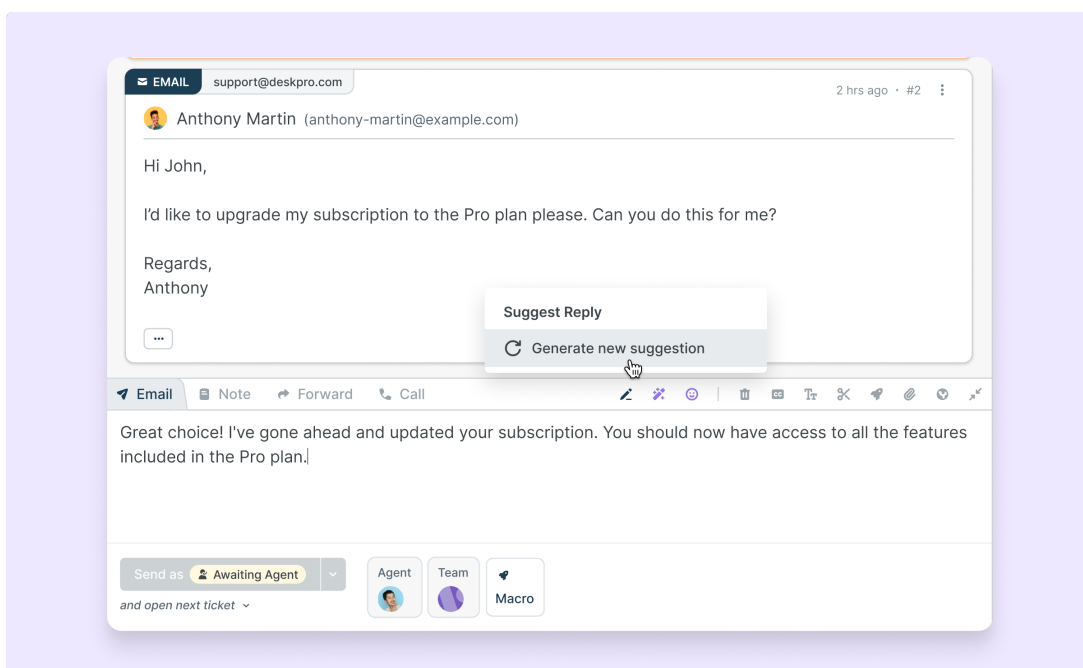 EMAIL support@deskpro.com
2 hrs ago • #2
Anthony Martin (anthony-martin@example.com)
Hi John,
I’d like to upgrade my subscription to the Pro plan please. Can you do this for me?
Regards,
Anthony
Suggest Reply
Generate new suggestion
Email Note Forward Call
CC TT
Great choice! I've gone ahead and updated your subscription. You should now have access to all the features
included in the Pro plan.
Send as Awaiting Agent
and open next ticket
Agent Team
Macro